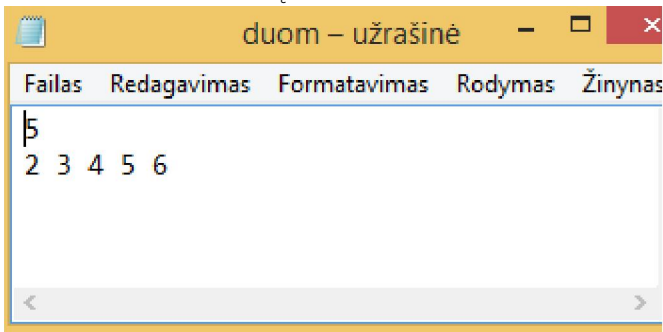 duom – užrašinė
Failas Redagavimas Formatavimas Rodymas Žinynas
5
2 3 4 5 6